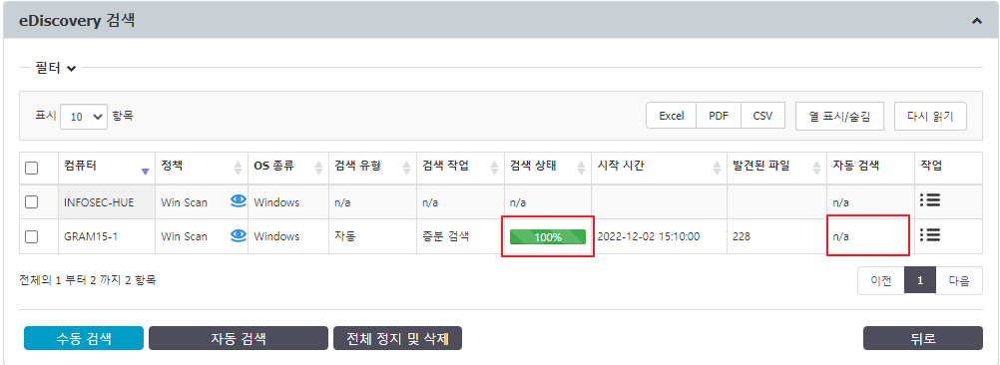 eDiscovery 검색
필터
표시 10 항목
Excel PDF CSV 열 표시/숨김 다시 읽기
컴퓨터 정책 OS 종류 검색 유형 검색 작업 검색 상태 시작 시간 발견된 파일 자동 검색 작업
INFOSEC-HUE Win Scan Windows n/a n/a n/a n/a
GRAM15-1 Win Scan Windows 자동 증분 검색 100% 2022-12-02 15:10:00 228 n/a
전체의 1 부터 2 까지 2 항목
이전 1 다음
수동 검색 자동 검색 전체 정지 및 삭제 뒤로